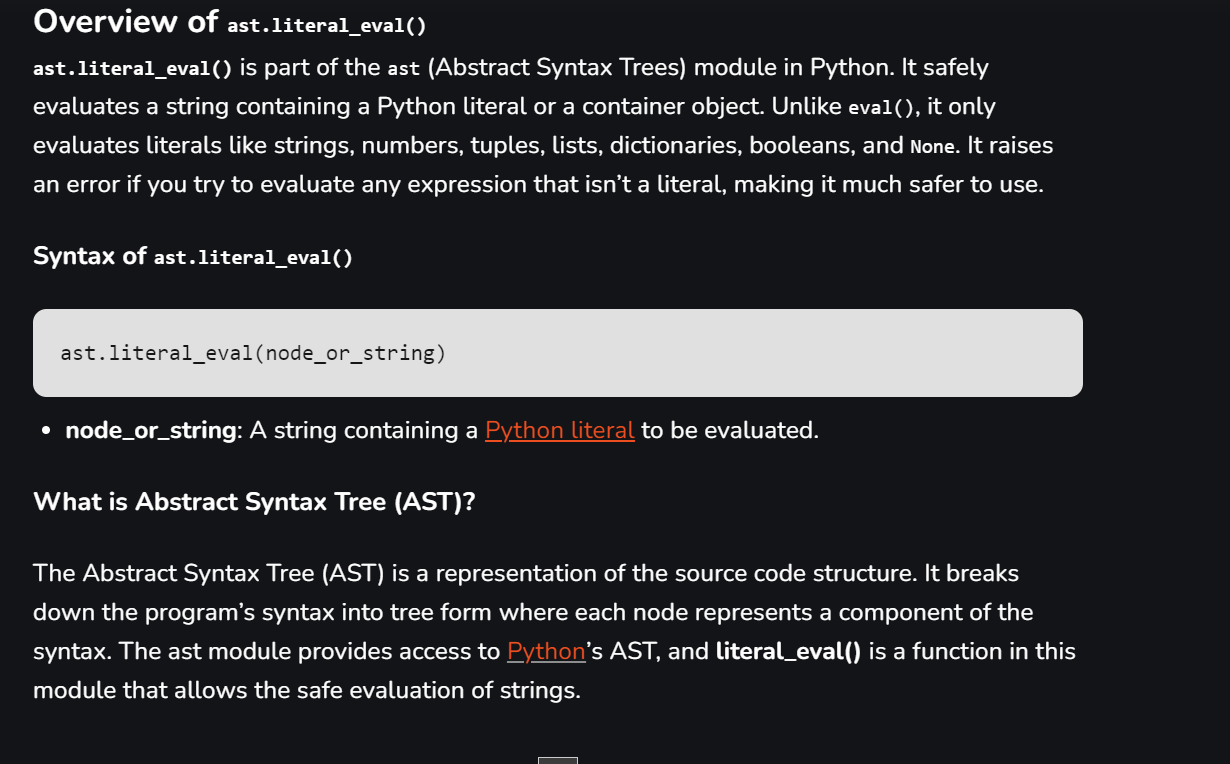 Overview of ast.literal_eval()
ast.literal_eval() is part of the ast (Abstract Syntax Trees) module in Python. It safely
evaluates a string containing a Python literal or a container object. Unlike eval(), it only
evaluates literals like strings, numbers, tuples, lists, dictionaries, booleans, and None. It raises
an error if you try to evaluate any expression that isn’t a literal, making it much safer to use.
Syntax of ast.literal_eval()
ast.literal_eval(node_or_string)
• node_or_string: A string containing a Python literal to be evaluated.
What is Abstract Syntax Tree (AST)?
The Abstract Syntax Tree (AST) is a representation of the source code structure. It breaks
down the program’s syntax into tree form where each node represents a component of the
syntax. The ast module provides access to Python’s AST, and literal_eval() is a function in this
module that allows the safe evaluation of strings.